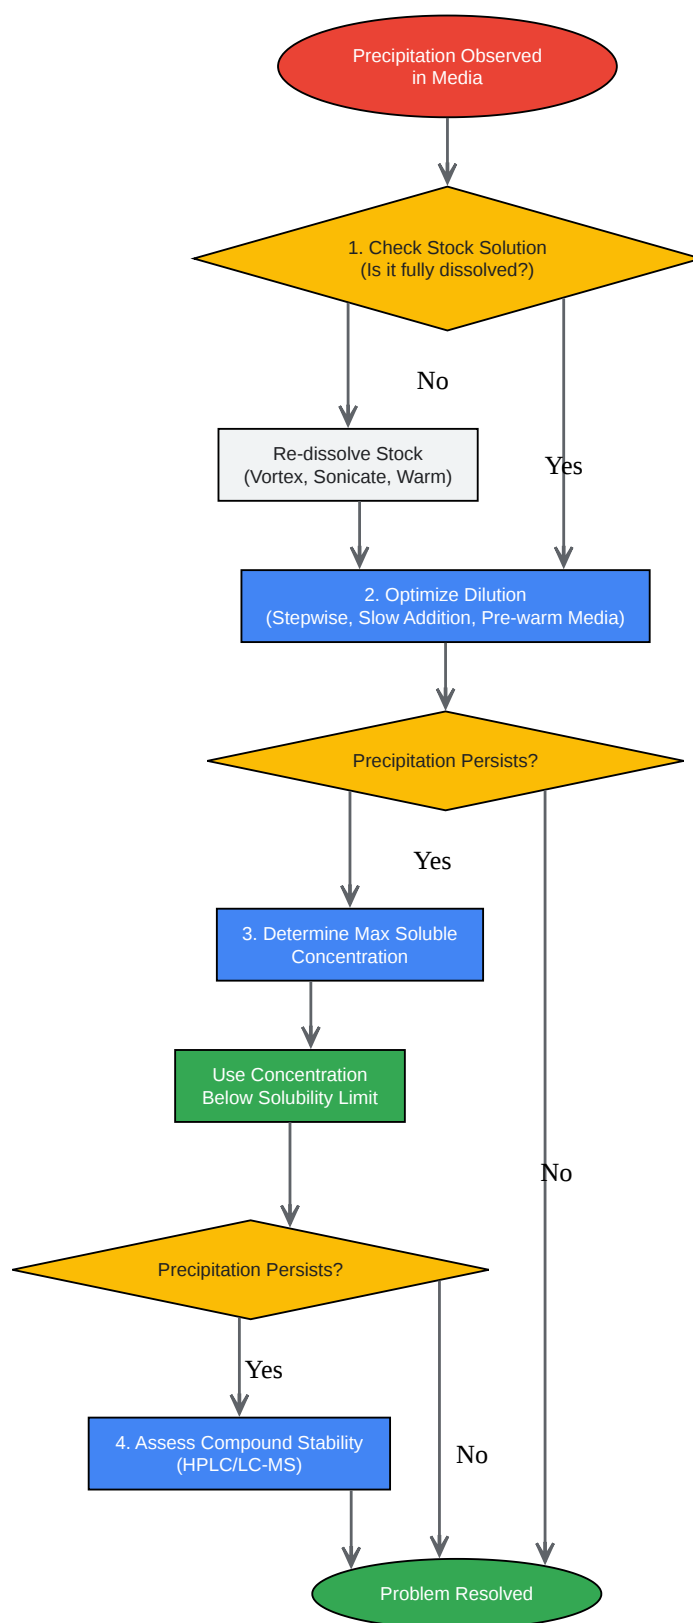 Precipitation Observed
in Media
1. Check Stock Solution
(Is it fully dissolved?)
No
Re-dissolve Stock
(Vortex, Sonicate, Warm)
Yes
2. Optimize Dilution
(Stepwise, Slow Addition, Pre-warm Media)
Precipitation Persists?
Yes
3. Determine Max Soluble
Concentration
Use Concentration
Below Solubility Limit
No
Precipitation Persists?
Yes
4. Assess Compound Stability
(HPLC/LC-MS)
No
Problem Resolved